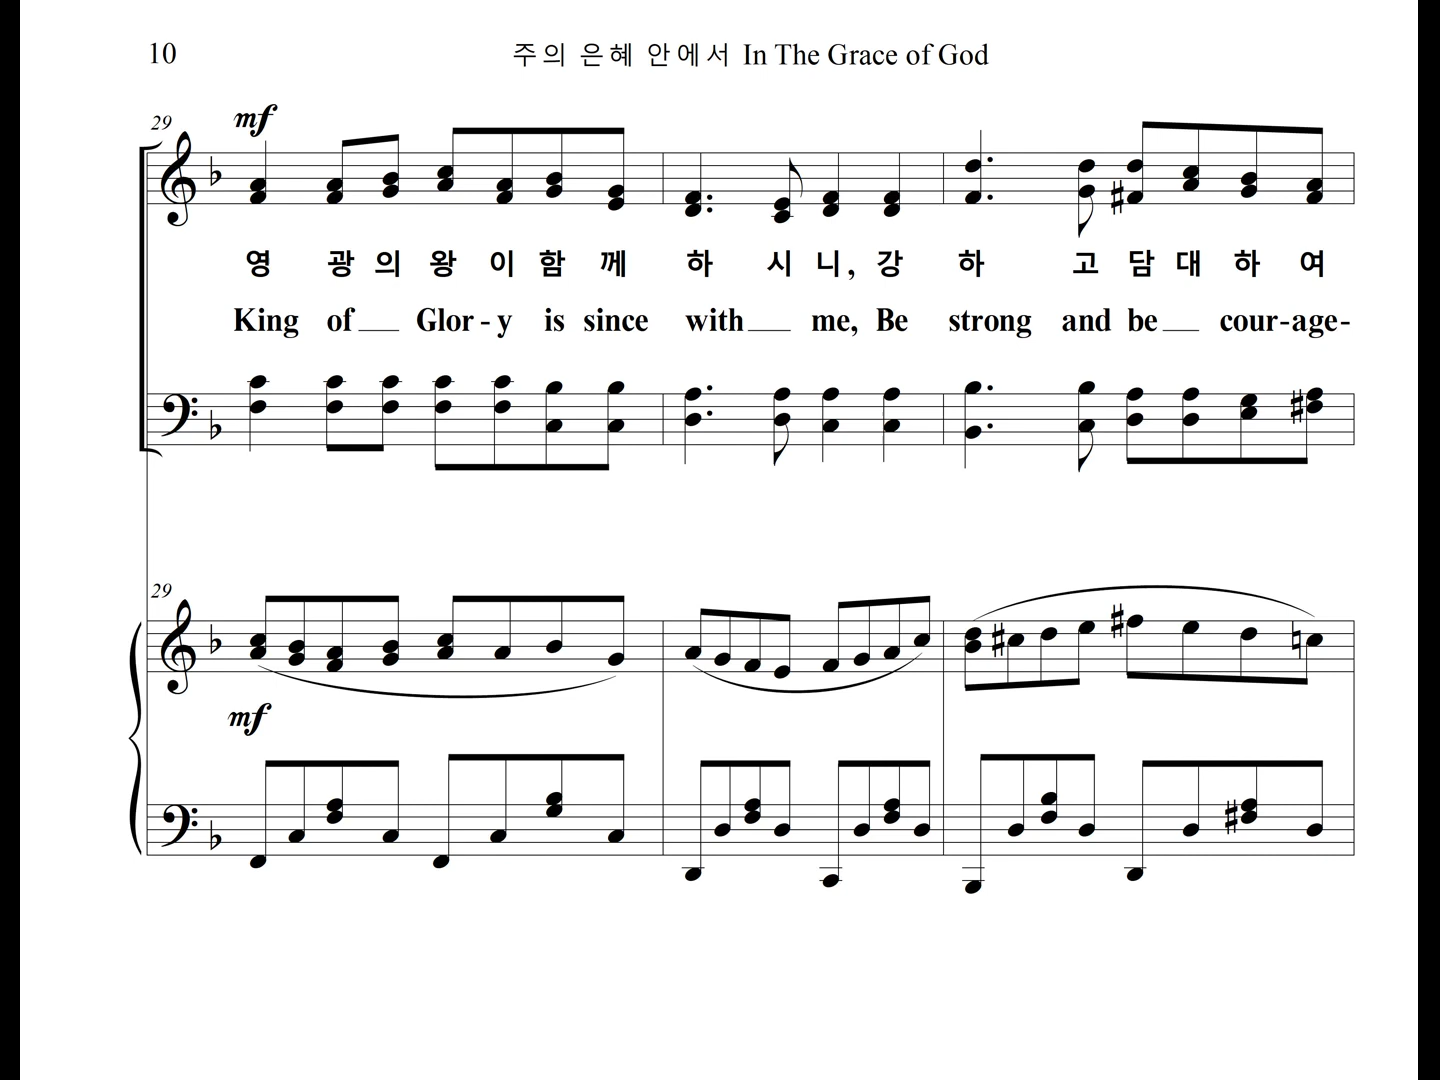 10
주의 은혜 안에서 In The Grace of God
29
mf
영 광 의 왕 이 함 께 하 시 니, 강 하 고 담 대 하 여
King of Glor - y is since with me, Be strong and be cour-age-
29
mf